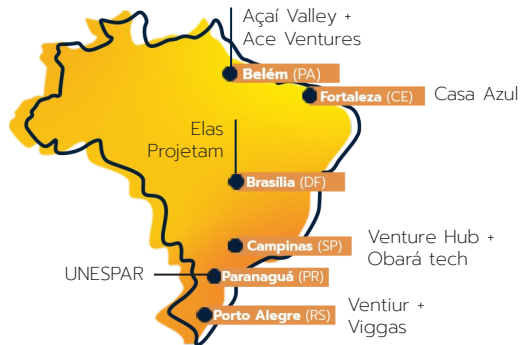 Açaí Valley +
Ace Ventures
Belém (PA)
Fortaleza (CE)
Casa Azul
Elas
Projetam
Brasília (DF)
Campinas (SP)
Venture Hub +
Obará tech
UNESPAR
Paranaguá (PR)
Porto Alegre (RS)
Ventiur +
Viggas